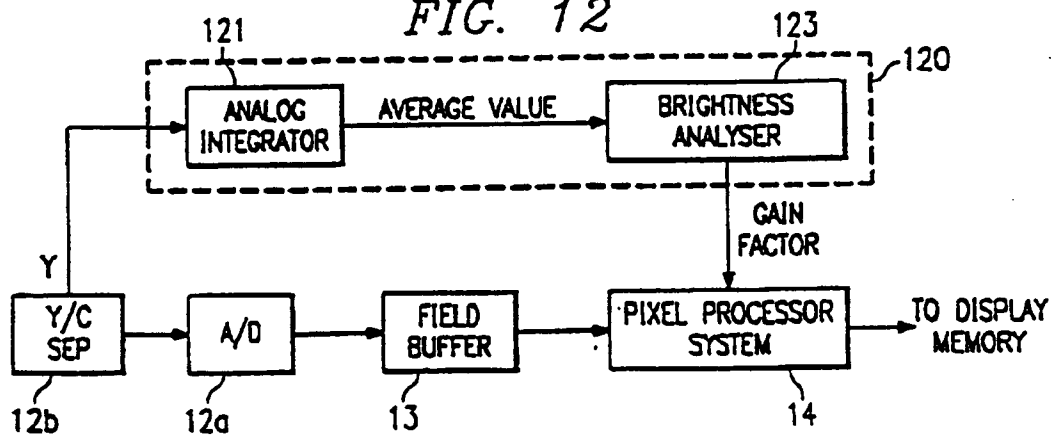 FIG. 12
121
123
120
ANALOG
INTEGRATOR
AVERAGE VALUE
BRIGHTNESS
ANALYSER
GAIN
FACTOR
Y
Y/C
SEP
A/D
FIELD
BUFFER
PIXEL PROCESSOR
SYSTEM
TO DISPLAY
MEMORY
12b
12a
13
14